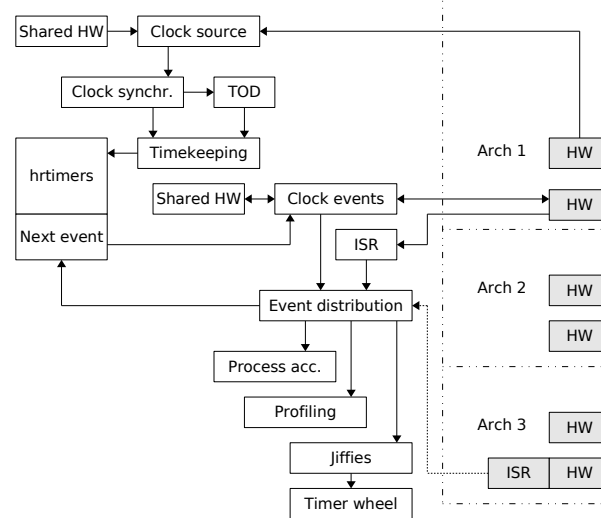 Shared HW
Clock source
Clock synchr.
TOD
Timekeeping
Arch 1
HW
hrtimers
Shared HW
Clock events
HW
Next event
ISR
Arch 2
HW
Event distribution
HW
Process acc.
Profiling
Arch 3
HW
Jiffies
ISR
HW
Timer wheel